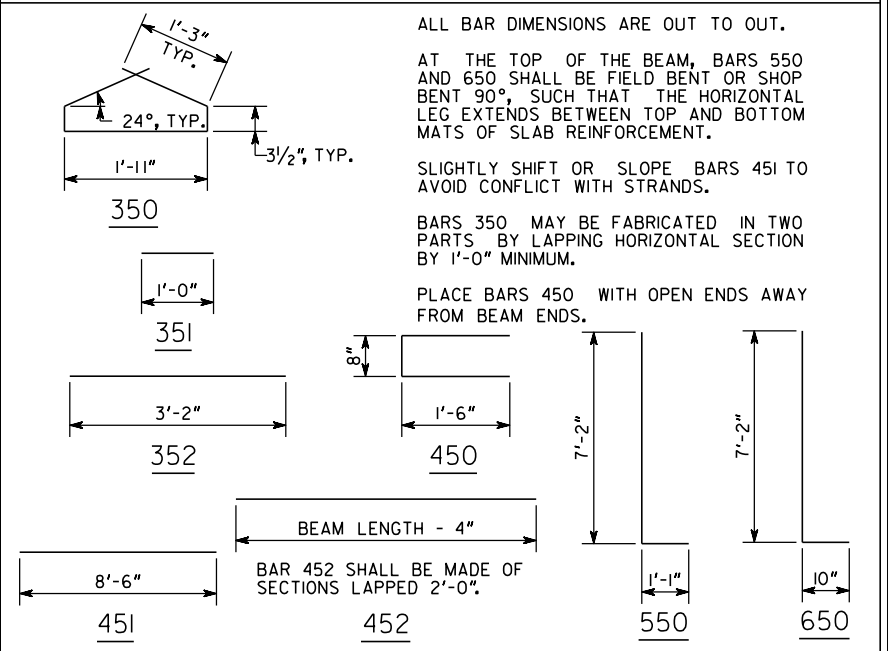 1'-3"
TYP.
24°, TYP.
3 1/2", TYP.
1'-11"
350
1'-0"
351
3'-2"
352
8"
1'-6"
450
8'-6"
451
BEAM LENGTH - 4"
BAR 452 SHALL BE MADE OF
SECTIONS LAPPED 2'-0".
452
ALL BAR DIMENSIONS ARE OUT TO OUT.
AT THE TOP OF THE BEAM, BARS 550
AND 650 SHALL BE FIELD BENT OR SHOP
BENT 90°, SUCH THAT THE HORIZONTAL
LEG EXTENDS BETWEEN TOP AND BOTTOM
MATS OF SLAB REINFORCEMENT.
SLIGHTLY SHIFT OR SLOPE BARS 451 TO
AVOID CONFLICT WITH STRANDS.
BARS 350 MAY BE FABRICATED IN TWO
PARTS BY LAPPING HORIZONTAL SECTION
BY 1'-0" MINIMUM.
PLACE BARS 450 WITH OPEN ENDS AWAY
FROM BEAM ENDS.
7'-2"
1'-1"
550
7'-2"
10"
650